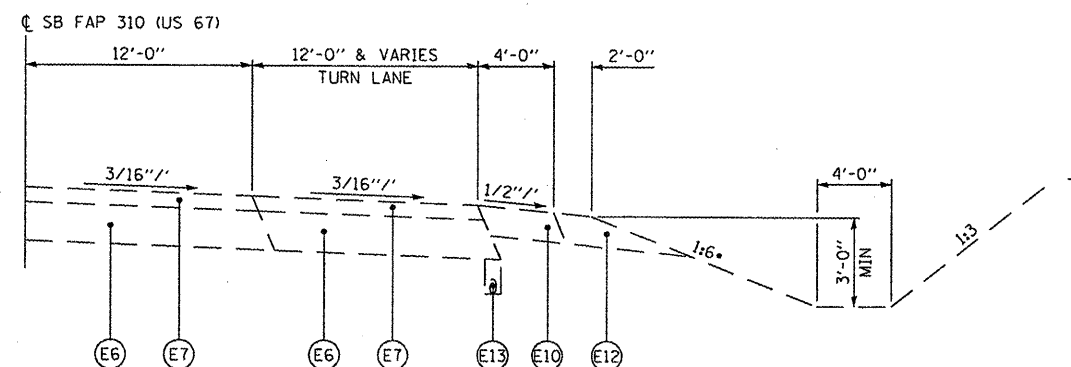 ℄ SB FAP 310 (US 67)
12'-0" 12'-0" & VARIES 4'-0" 2'-0"
TURN LANE
3/16"/' 3/16"/' 1/2"/' 4'-0"
1:6• 3'-0" MIN 1:3
E6 E7 E6 E7 E13 E10 E12